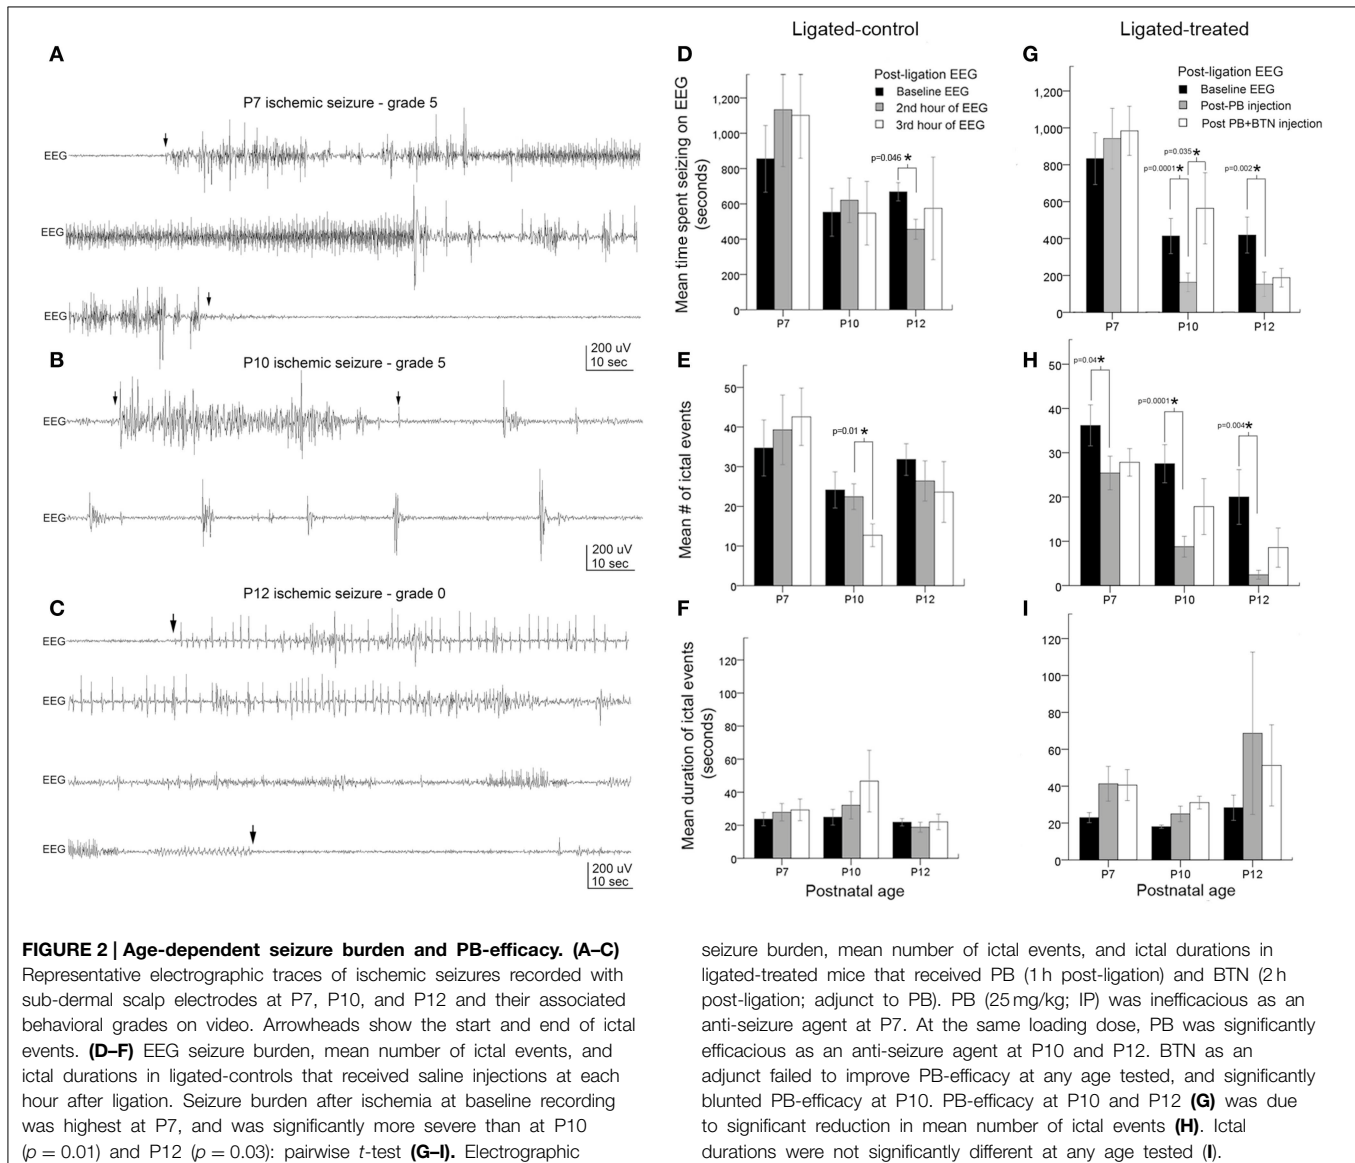 Ligated-control
Ligated-treated
A
P7 ischemic seizure - grade 5
EEG
EEG
EEG
200 uV
10 sec
B
P10 ischemic seizure - grade 5
EEG
EEG
200 uV
10 sec
C
P12 ischemic seizure - grade 0
EEG
EEG
EEG
EEG
200 uV
10 sec
D
Post-ligation EEG
Baseline EEG
2nd hour of EEG
3rd hour of EEG
Mean time spent seizing on EEG
(seconds)
1,200
1,000
800
600
400
200
0
p=0.046 *
P7 P10 P12
E
Mean # of ictal events
50
40
30
20
10
0
p=0.01 *
P7 P10 P12
F
Mean duration of ictal events
(seconds)
120
100
80
60
40
20
0
P7 P10 P12
Postnatal age
G
Post-ligation EEG
Baseline EEG
Post-PB injection
Post PB+BTN injection
1,200
1,000
800
600
400
200
0
p=0.035 *
p=0.0001 *
p=0.002 *
P7 P10 P12
H
50
40
30
20
10
0
p=0.04 *
p=0.0001 *
p=0.004 *
P7 P10 P12
I
120
100
80
60
40
20
0
P7 P10 P12
Postnatal age
FIGURE 2 | Age-dependent seizure burden and PB-efficacy. (A–C)
Representative electrographic traces of ischemic seizures recorded with
sub-dermal scalp electrodes at P7, P10, and P12 and their associated
behavioral grades on video. Arrowheads show the start and end of ictal
events. (D–F) EEG seizure burden, mean number of ictal events, and
ictal durations in ligated-controls that received saline injections at each
hour after ligation. Seizure burden after ischemia at baseline recording
was highest at P7, and was significantly more severe than at P10
(p = 0.01) and P12 (p = 0.03): pairwise t-test (G–I). Electrographic
seizure burden, mean number of ictal events, and ictal durations in
ligated-treated mice that received PB (1 h post-ligation) and BTN (2 h
post-ligation; adjunct to PB). PB (25 mg/kg; IP) was inefficacious as an
anti-seizure agent at P7. At the same loading dose, PB was significantly
efficacious as an anti-seizure agent at P10 and P12. BTN as an
adjunct failed to improve PB-efficacy at any age tested, and significantly
blunted PB-efficacy at P10. PB-efficacy at P10 and P12 (G) was due
to significant reduction in mean number of ictal events (H). Ictal
durations were not significantly different at any age tested (I).